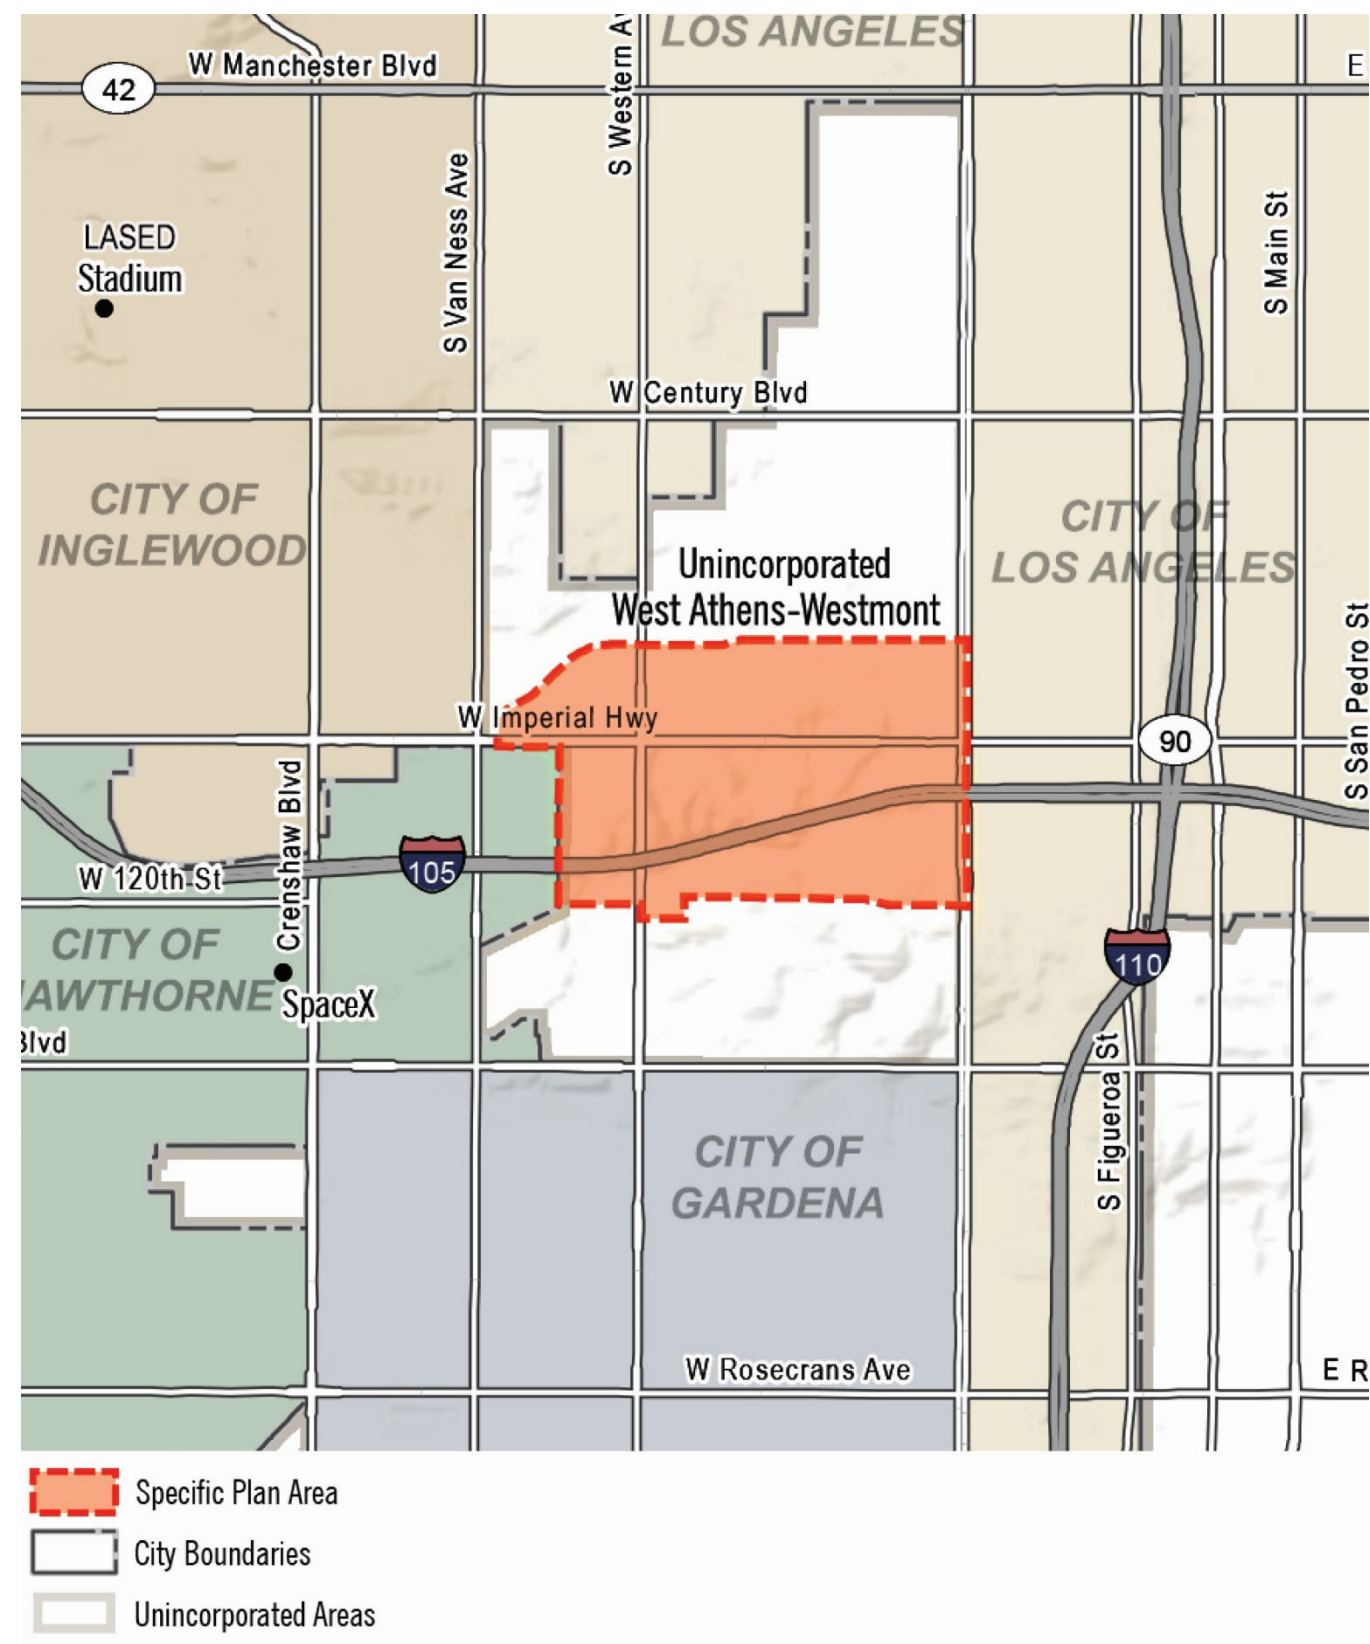 LOS ANGELES
W Manchester Blvd
42
E
S Western Av
S Van Ness Ave
S Main St
LASED
Stadium
W Century Blvd
CITY OF
INGLEWOOD
CITY OF
LOS ANGELES
Unincorporated
West Athens-Westmont
S San Pedro St
W Imperial Hwy
90
Crenshaw Blvd
105
W 120th St
CITY OF
AWTHORNE
SpaceX
110
Blvd
S Figueroa St
CITY OF
GARDENA
W Rosecrans Ave
E R
Specific Plan Area
City Boundaries
Unincorporated Areas